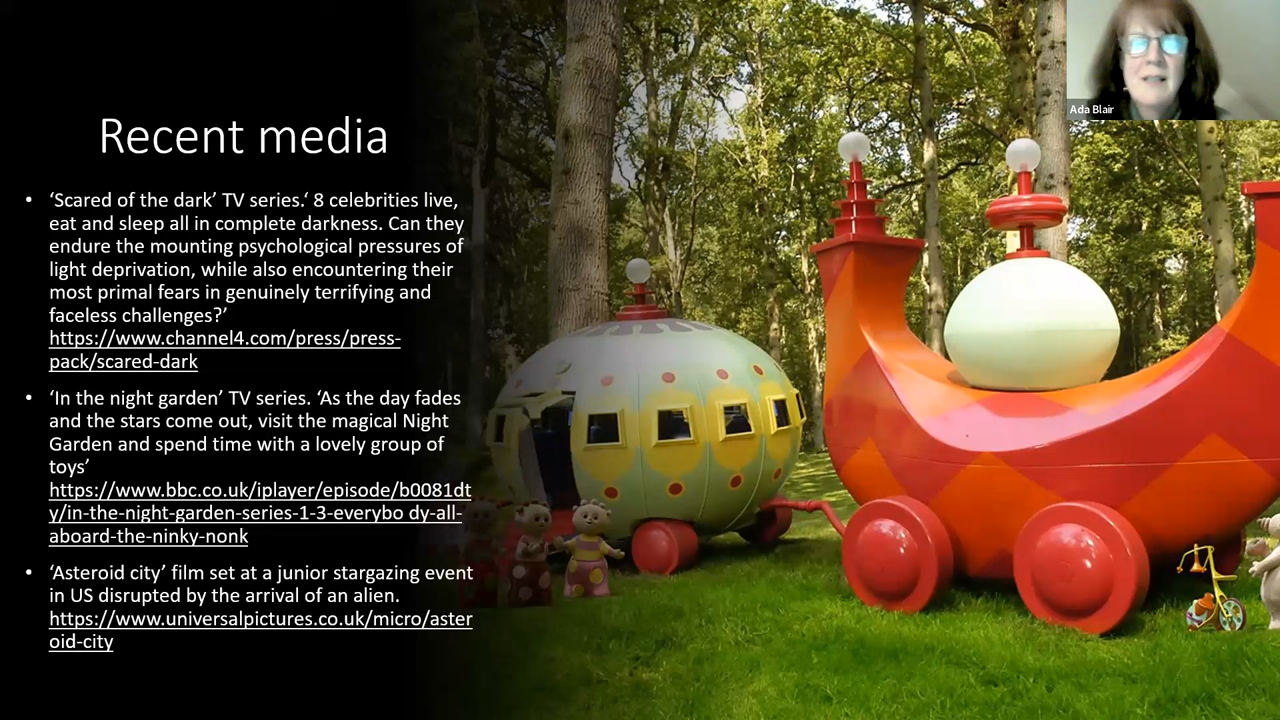 Recent media
• ‘Scared of the dark’ TV series.‘ 8 celebrities live,
eat and sleep all in complete darkness. Can they
endure the mounting psychological pressures of
light deprivation, while also encountering their
most primal fears in genuinely terrifying and
faceless challenges?’
https://www.channel4.com/press/press-
pack/scared-dark
• ‘In the night garden’ TV series. ‘As the day fades
and the stars come out, visit the magical Night
Garden and spend time with a lovely group of
toys’
https://www.bbc.co.uk/iplayer/episode/b0081dt
y/in-the-night-garden-series-1-3-everybo dy-all-
aboard-the-ninky-nonk
• ‘Asteroid city’ film set at a junior stargazing event
in US disrupted by the arrival of an alien.
https://www.universalpictures.co.uk/micro/aster
oid-city
Ada Blair